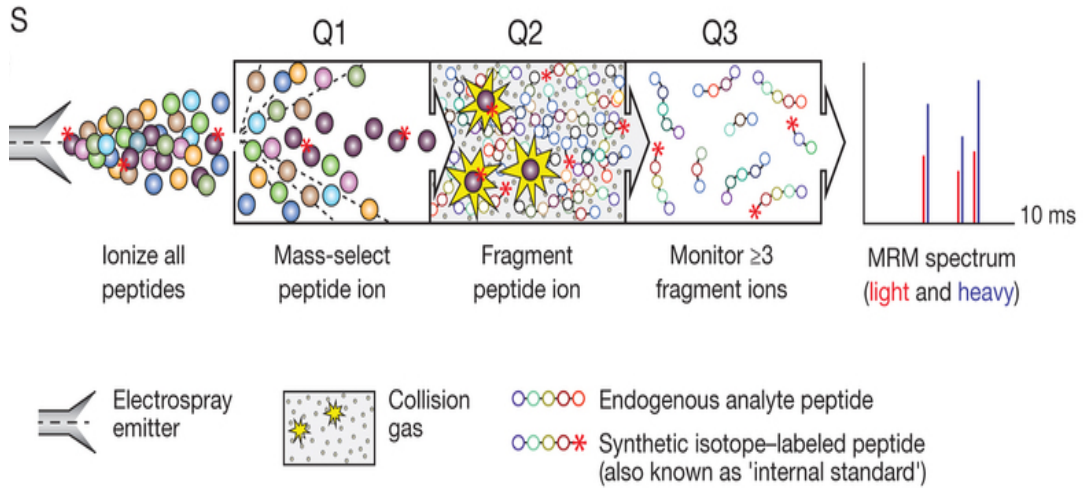 S
Q1
Q2
Q3
10 ms
Ionize all
peptides
Mass-select
peptide ion
Fragment
peptide ion
Monitor ≥3
fragment ions
MRM spectrum
(light and heavy)
Electrospray
emitter
Collision
gas
Endogenous analyte peptide
Synthetic isotope–labeled peptide
(also known as 'internal standard')